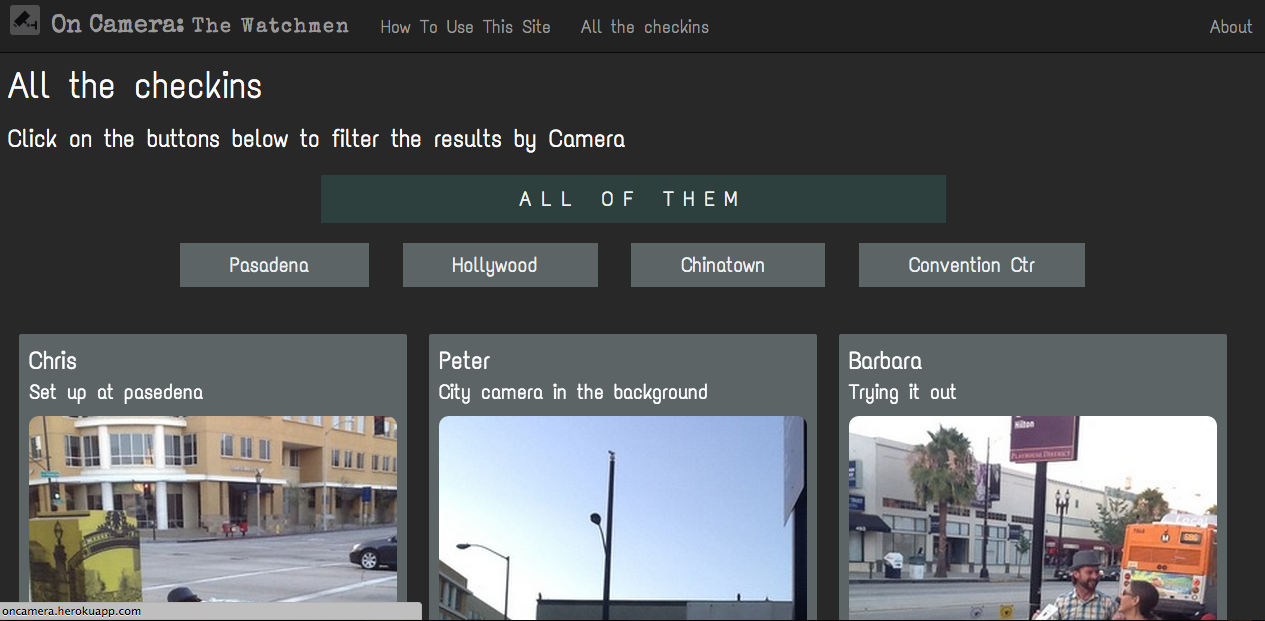 On Camera: The Watchmen How To Use This Site All the checkins About
All the checkins
Click on the buttons below to filter the results by Camera
ALL OF THEM
Pasadena Hollywood Chinatown Convention Ctr
Chris
Set up at pasedena
Peter
City camera in the background
Barbara
Trying it out
Hilton
PLAYHOUSE DISTRICT
oncamera.herokuapp.com